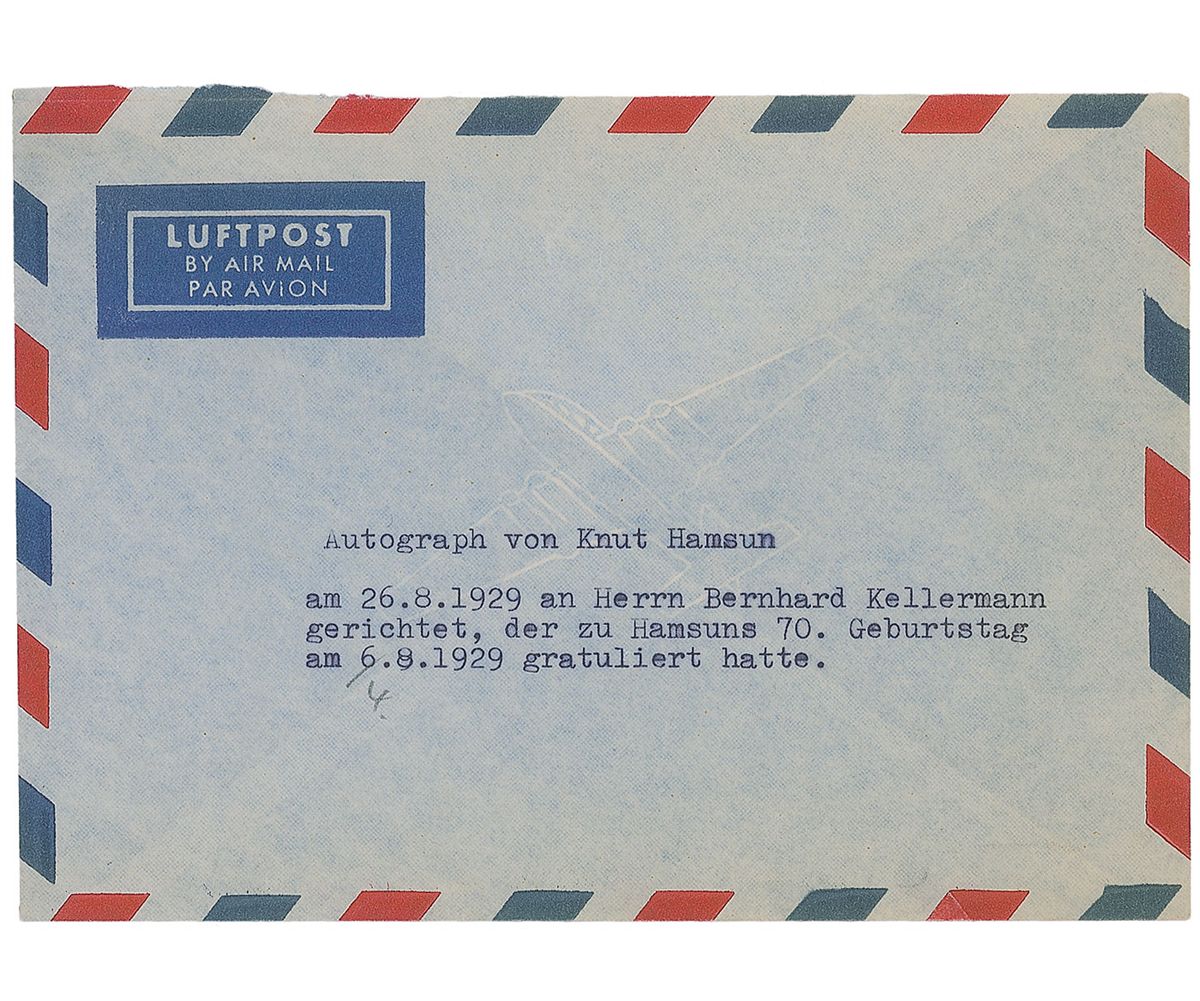 LUFTPOST
BY AIR MAIL
PAR AVION
Autograph von Knut Hamsun
am 26.8.1929 an Herrn Bernhard Kellermann
gerichtet, der zu Hamsuns 70. Geburtstag
am 6.8.1929 gratuliert hatte.
4.